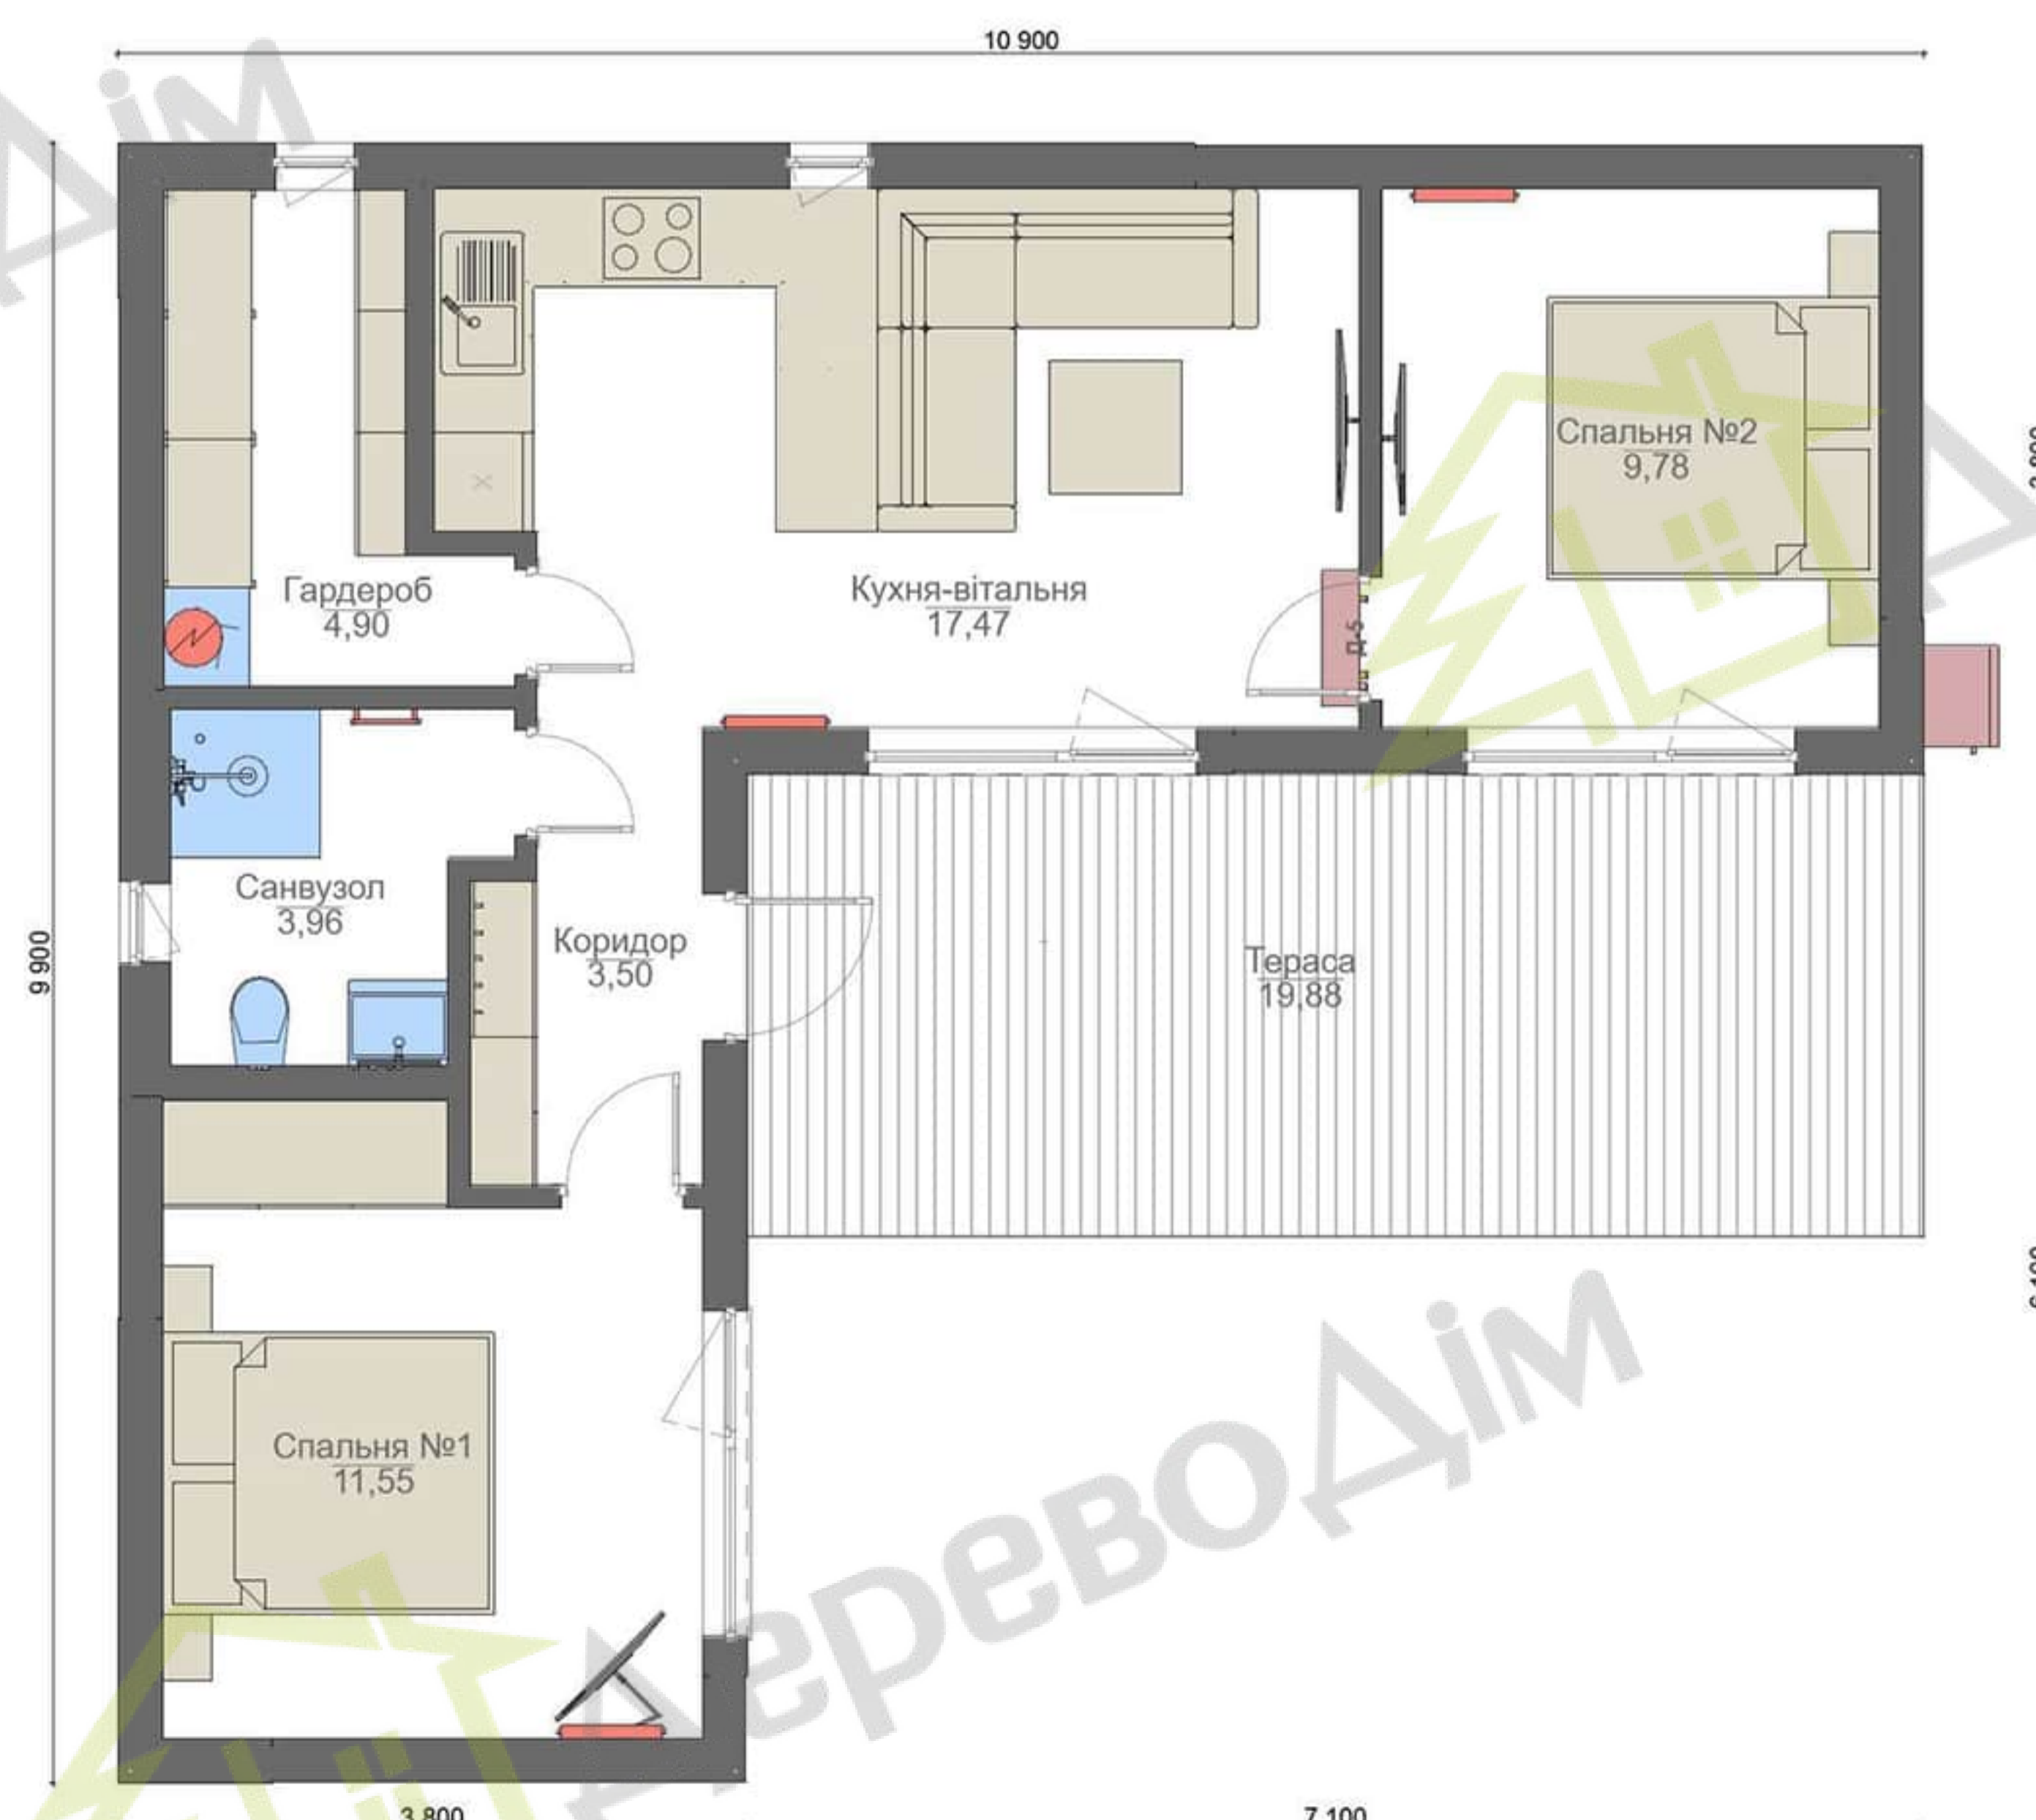 10 900
Дім
Спальня №2
9,78
Гардероб
4,90
Кухня-вітальня
17,47
Д-5
Санвузол
3,96
Коридор
3,50
Тераса
19,88
9 900
Спальня №1
11,55
ДеревоДім
3 800
7 100